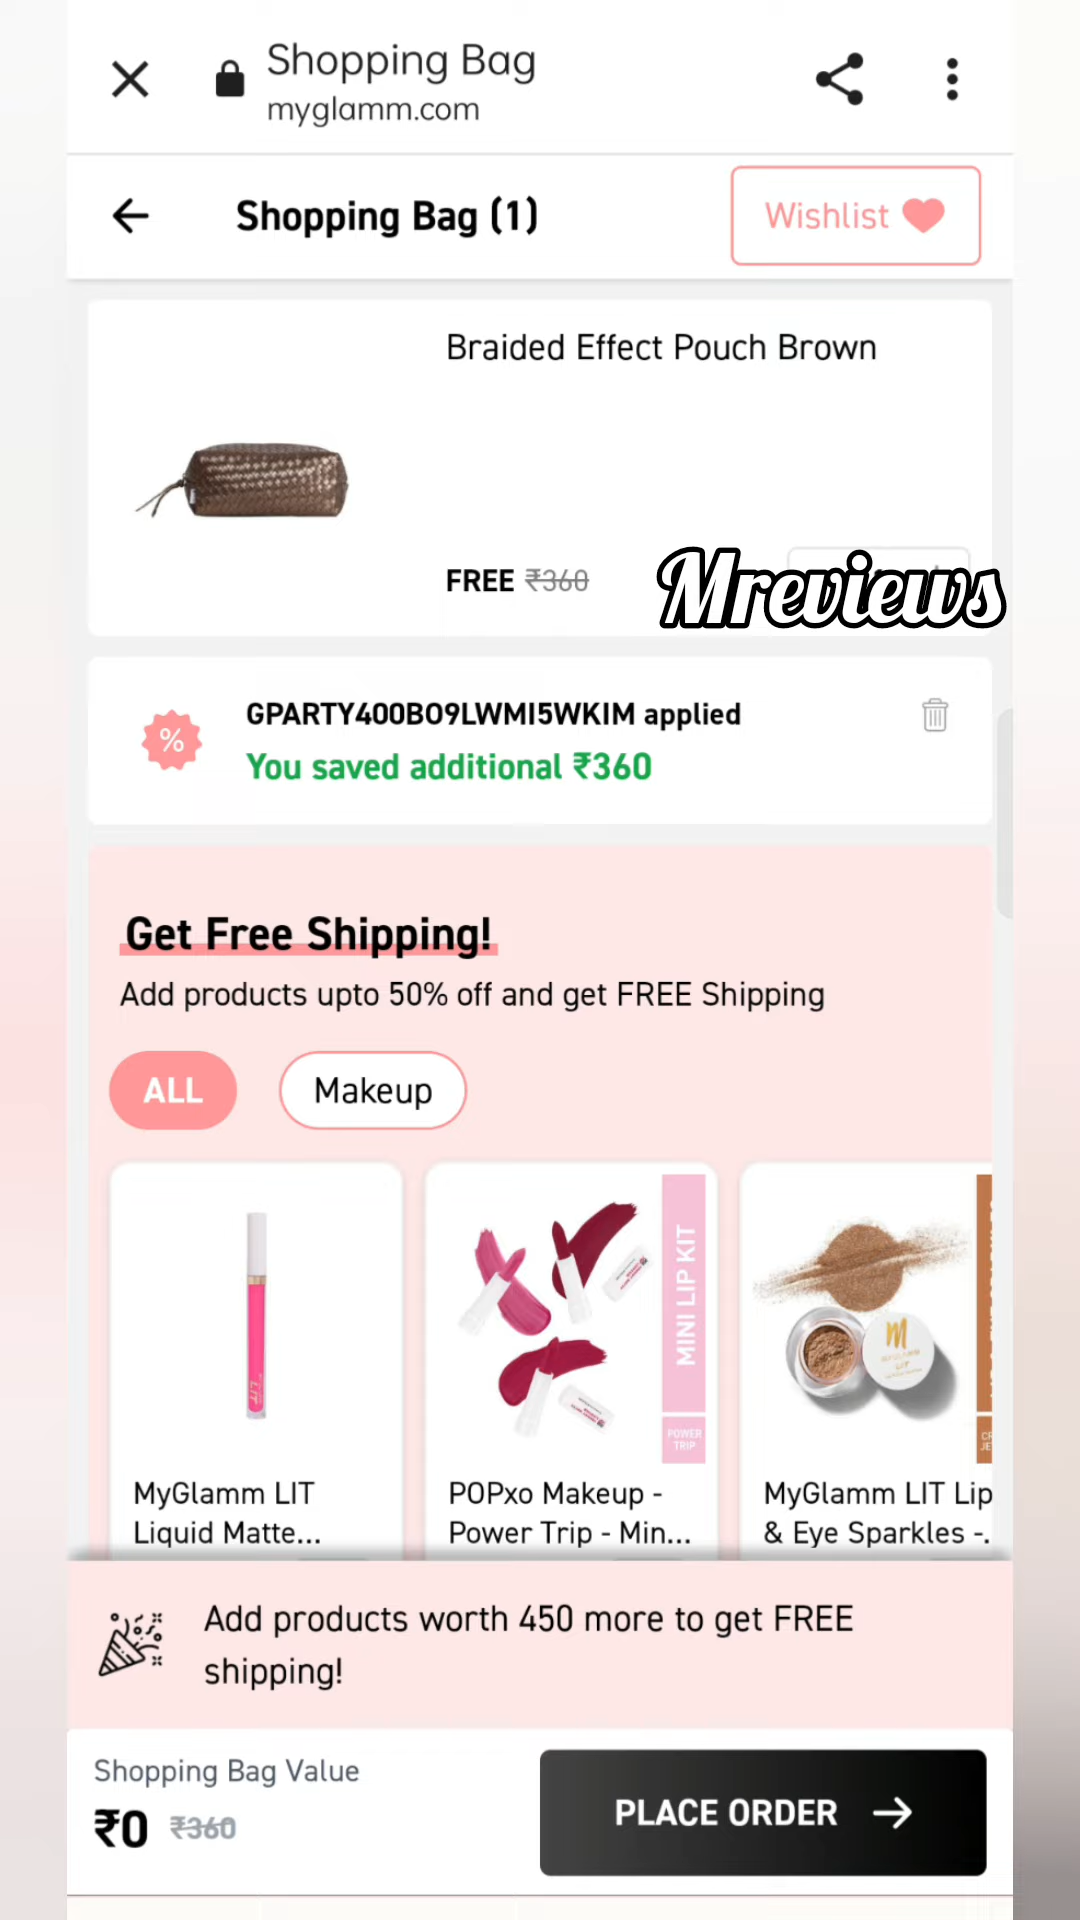 Shopping Bag
myglamm.com
Shopping Bag (1)
Wishlist
Braided Effect Pouch Brown
FREE ₹360
Mreviews
GPARTY400BO9LWMI5WKIM applied
You saved additional ₹360
Get Free Shipping!
Add products upto 50% off and get FREE Shipping
ALL
Makeup
LIT
MINI LIP KIT
POWER
TRIP
M
MYGLAMM
LIT
MyGlamm LIT
Liquid Matte...
POPxo Makeup -
Power Trip - Min...
MyGlamm LIT Lip
& Eye Sparkles -.
Add products worth 450 more to get FREE
shipping!
Shopping Bag Value
₹0 ₹360
PLACE ORDER